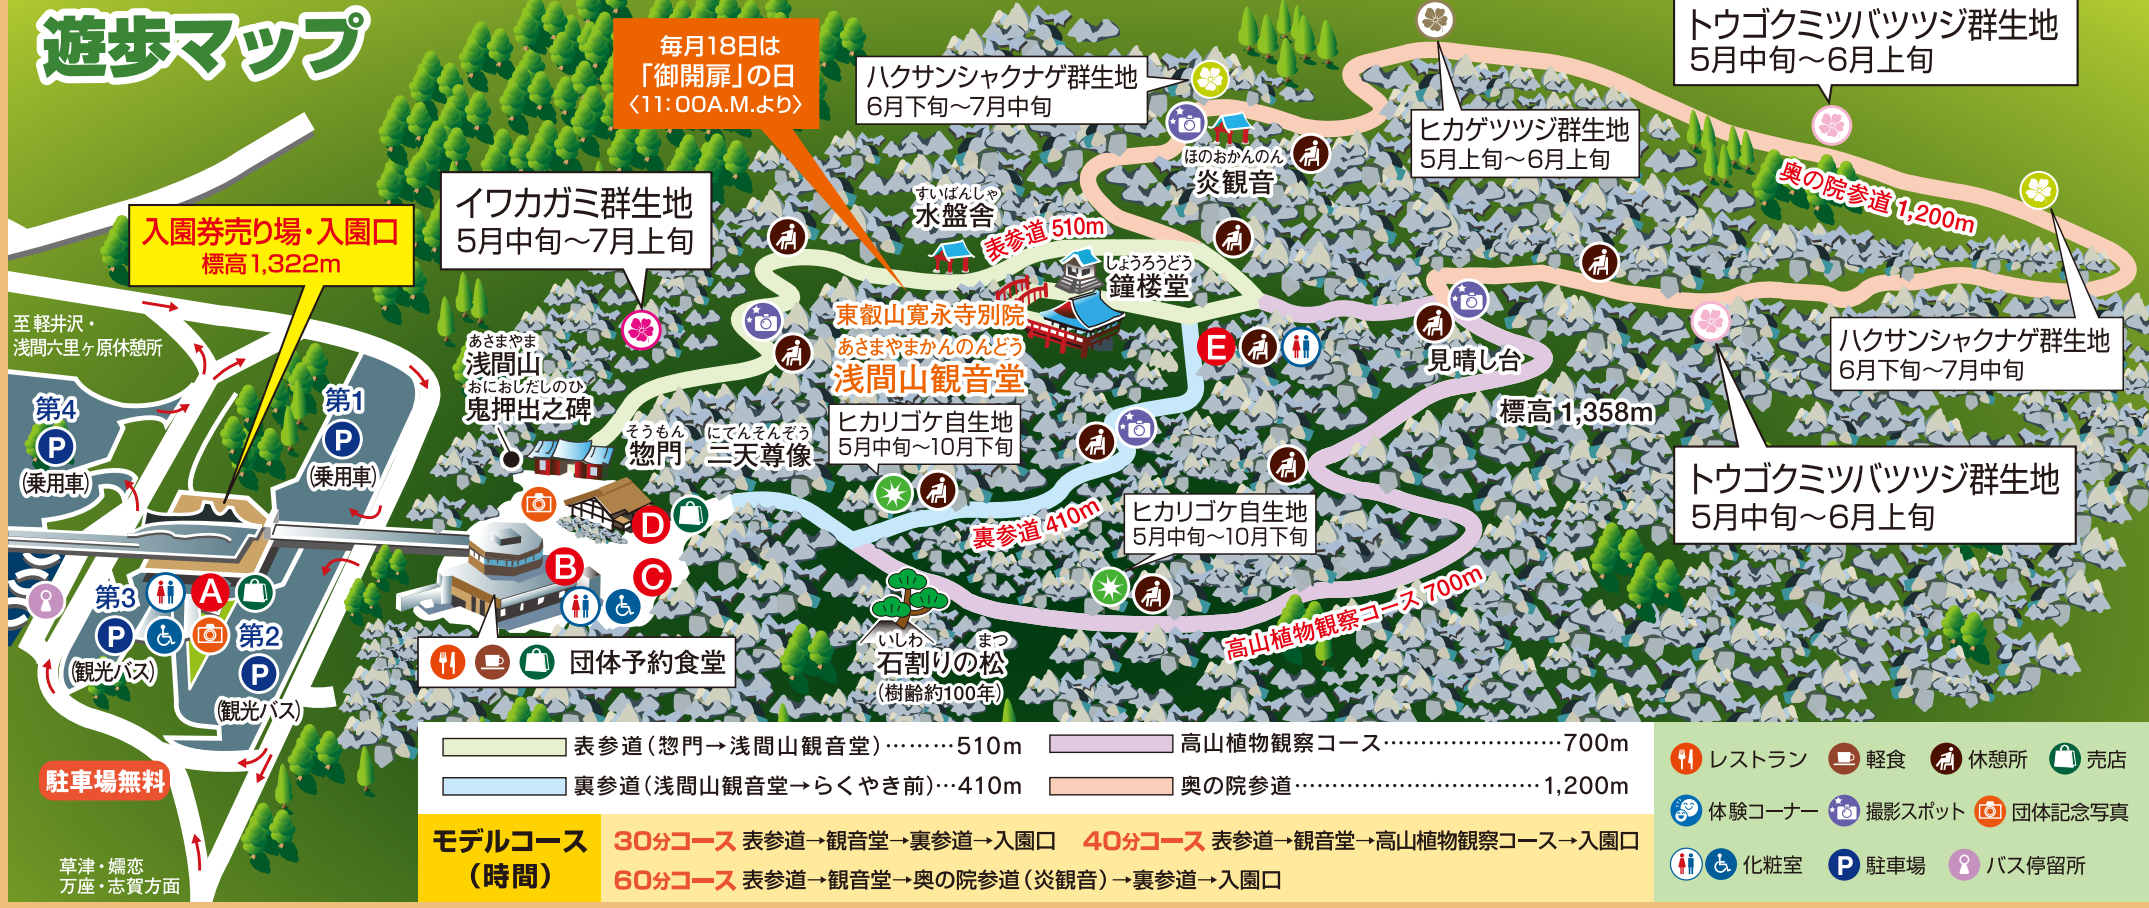 遊歩マップ
毎月18日は
「御開扉」の日
〈11:00A.M.より〉
ハクサンシャクナゲ群生地
6月下旬〜7月中旬
ヒカゲツツジ群生地
5月上旬〜6月上旬
トウゴクミツバツツジ群生地
5月中旬〜6月上旬
イワカガミ群生地
5月中旬〜7月上旬
入園券売り場・入園口
標高1,322m
ほのおかんのん
炎観音
すいばんしゃ
水盤舎
表参道 510m
奥の院参道 1,200m
しょうろうどう
鐘楼堂
東叡山寛永寺別院
あさまやまかんのんどう
浅間山観音堂
至 軽井沢・
浅間六里ヶ原休憩所
あさまやま
浅間山
おにおしだしのひ
鬼押出之碑
そうもん
惣門
にてんそんぞう
二天尊像
ヒカリゴケ自生地
5月中旬〜10月下旬
E
見晴し台
標高 1,358m
ハクサンシャクナゲ群生地
6月下旬〜7月中旬
トウゴクミツバツツジ群生地
5月中旬〜6月上旬
第4
P
(乗用車)
第1
P
(乗用車)
裏参道 410m
ヒカリゴケ自生地
5月中旬〜10月下旬
D
B
C
A
第3
P
(観光バス)
第2
P
(観光バス)
高山植物観察コース 700m
いしわ まつ
石割りの松
(樹齢約100年)
団体予約食堂
駐車場無料
草津・嬬恋
万座・志賀方面
表参道(惣門→浅間山観音堂)………510m
裏参道(浅間山観音堂→らくやき前)…410m
高山植物観察コース……………………700m
奥の院参道……………………………1,200m
モデルコース
(時間)
30分コース 表参道→観音堂→裏参道→入園口
40分コース 表参道→観音堂→高山植物観察コース→入園口
60分コース 表参道→観音堂→奥の院参道(炎観音)→裏参道→入園口
レストラン
軽食
休憩所
売店
体験コーナー
撮影スポット
団体記念写真
化粧室
P 駐車場
バス停留所